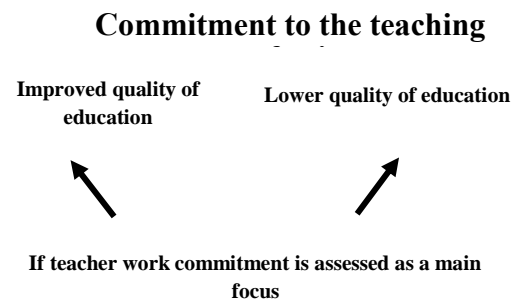 Commitment to the teaching
Improved quality of
education
Lower quality of education
If teacher work commitment is assessed as a main
focus